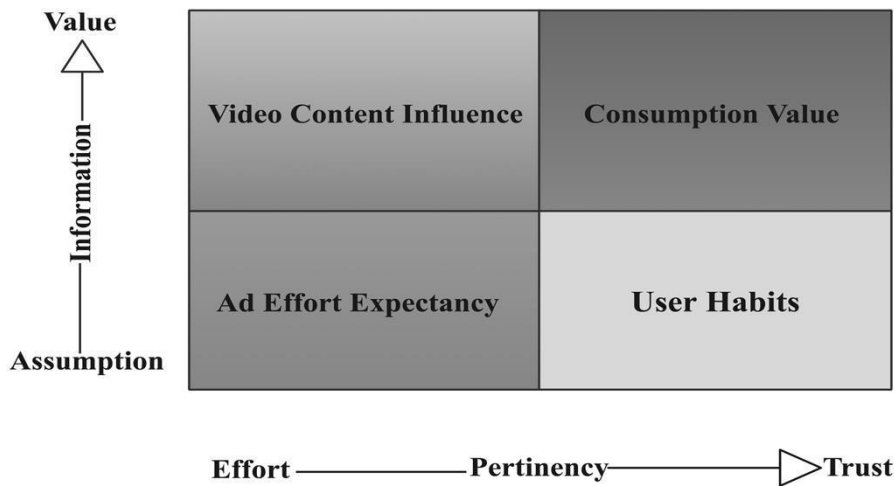 Value
Information
Assumption
Video Content Influence
Consumption Value
Ad Effort Expectancy
User Habits
Effort
Pertinency
Trust